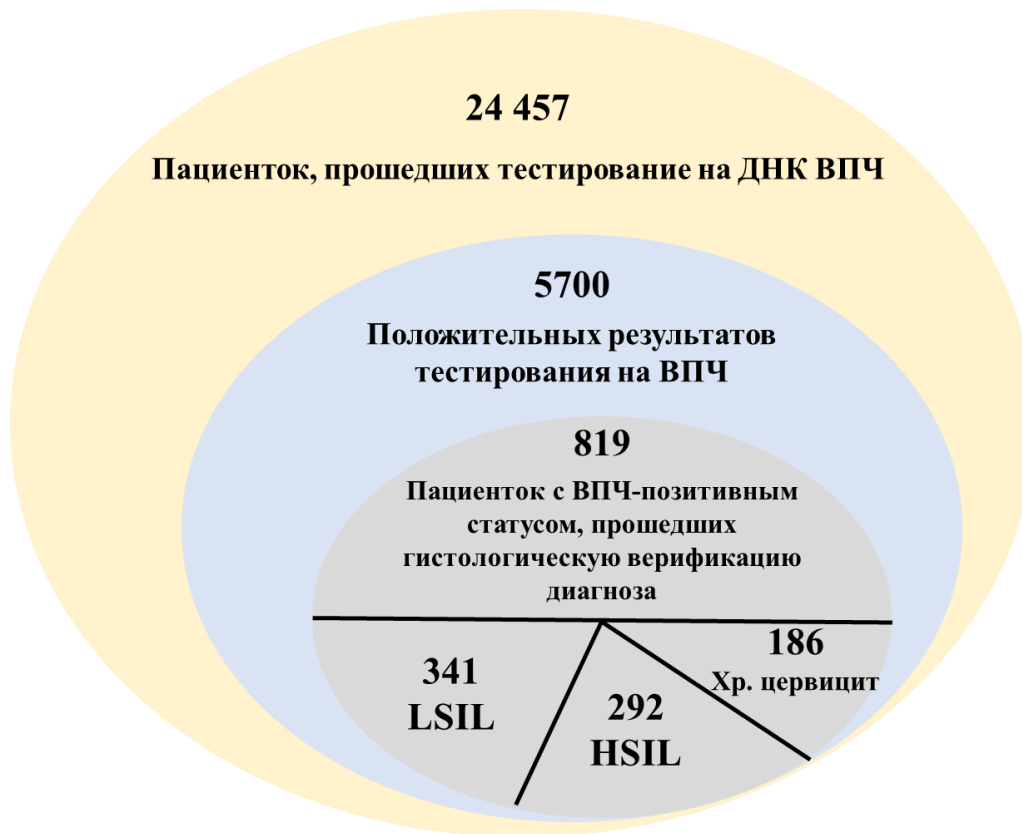 24 457
Пациенток, прошедших тестирование на ДНК ВПЧ
5700
Положительных результатов
тестирования на ВПЧ
819
Пациенток с ВПЧ-позитивным
статусом, прошедших
гистологическую верификацию
диагноза
341
LSIL
292
HSIL
186
Хр. цервицит